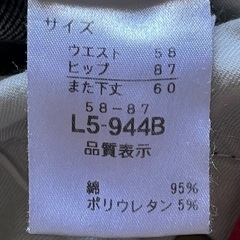 サイズ
ウエスト 58
ヒップ 87
また下丈 60
58-87
L5-944B
品質表示
綿 95%
ポリウレタン 5%